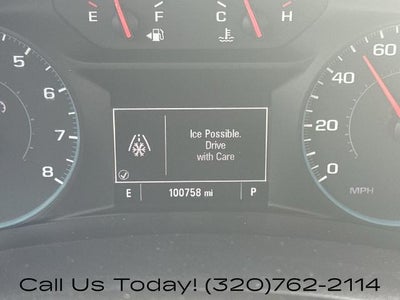 E F C H
5
6
7
8
Ice Possible.
Drive
with Care
E 100758 mi P
60
40
20
0
MPH
Call Us Today! (320)762-2114